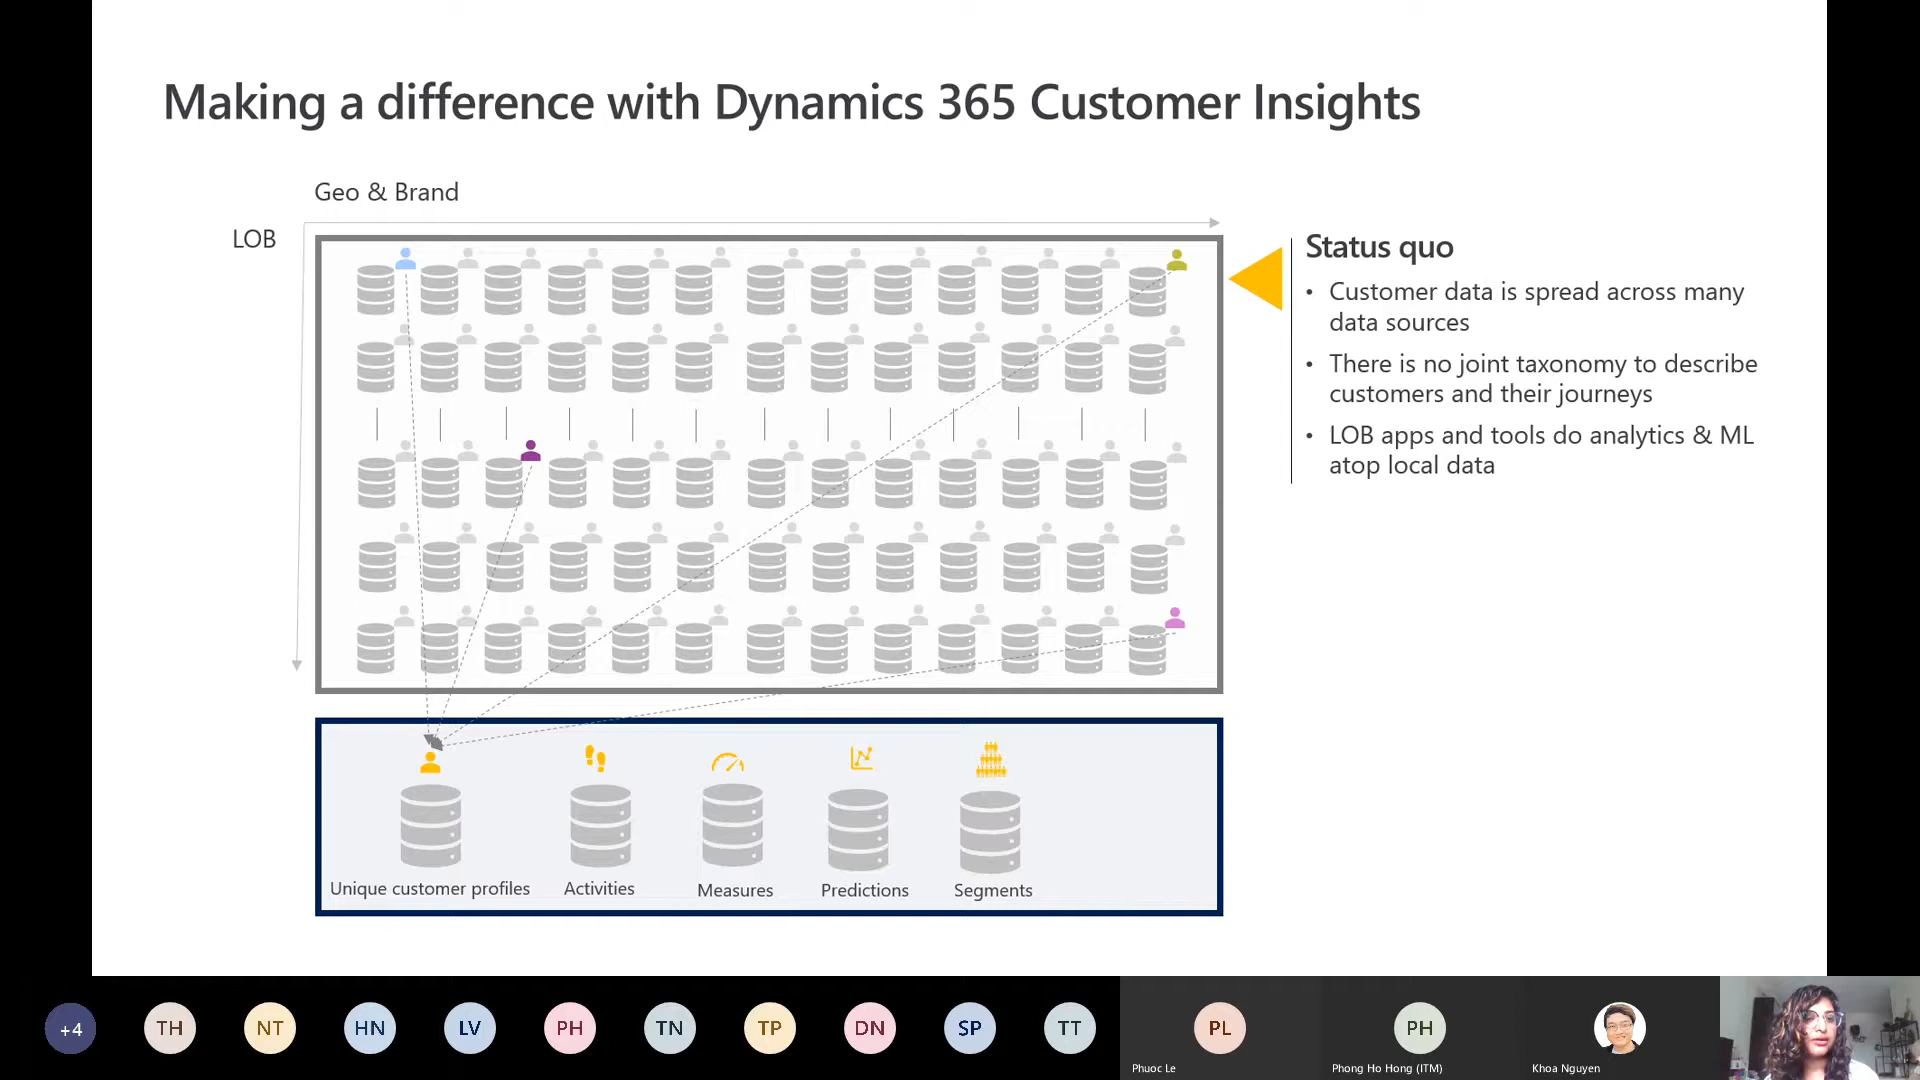 Making a difference with Dynamics 365 Customer Insights
Geo & Brand
LOB
Status quo
• Customer data is spread across many
data sources
• There is no joint taxonomy to describe
customers and their journeys
• LOB apps and tools do analytics & ML
atop local data
Unique customer profiles
Activities
Measures
Predictions
Segments
+4
TH
NT
HN
LV
PH
TN
TP
DN
SP
TT
PL
PH
Phuoc Le
Phong Ho Hong (ITM)
Khoa Nguyen